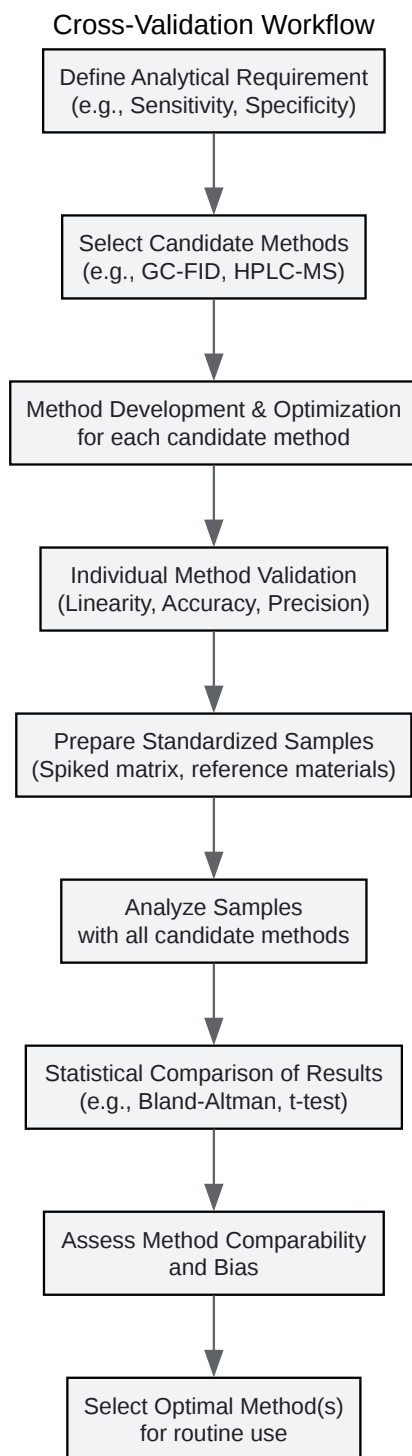 Cross-Validation Workflow
Define Analytical Requirement
(e.g., Sensitivity, Specificity)
Select Candidate Methods
(e.g., GC-FID, HPLC-MS)
Method Development & Optimization
for each candidate method
Individual Method Validation
(Linearity, Accuracy, Precision)
Prepare Standardized Samples
(Spiked matrix, reference materials)
Analyze Samples
with all candidate methods
Statistical Comparison of Results
(e.g., Bland-Altman, t-test)
Assess Method Comparability
and Bias
Select Optimal Method(s)
for routine use